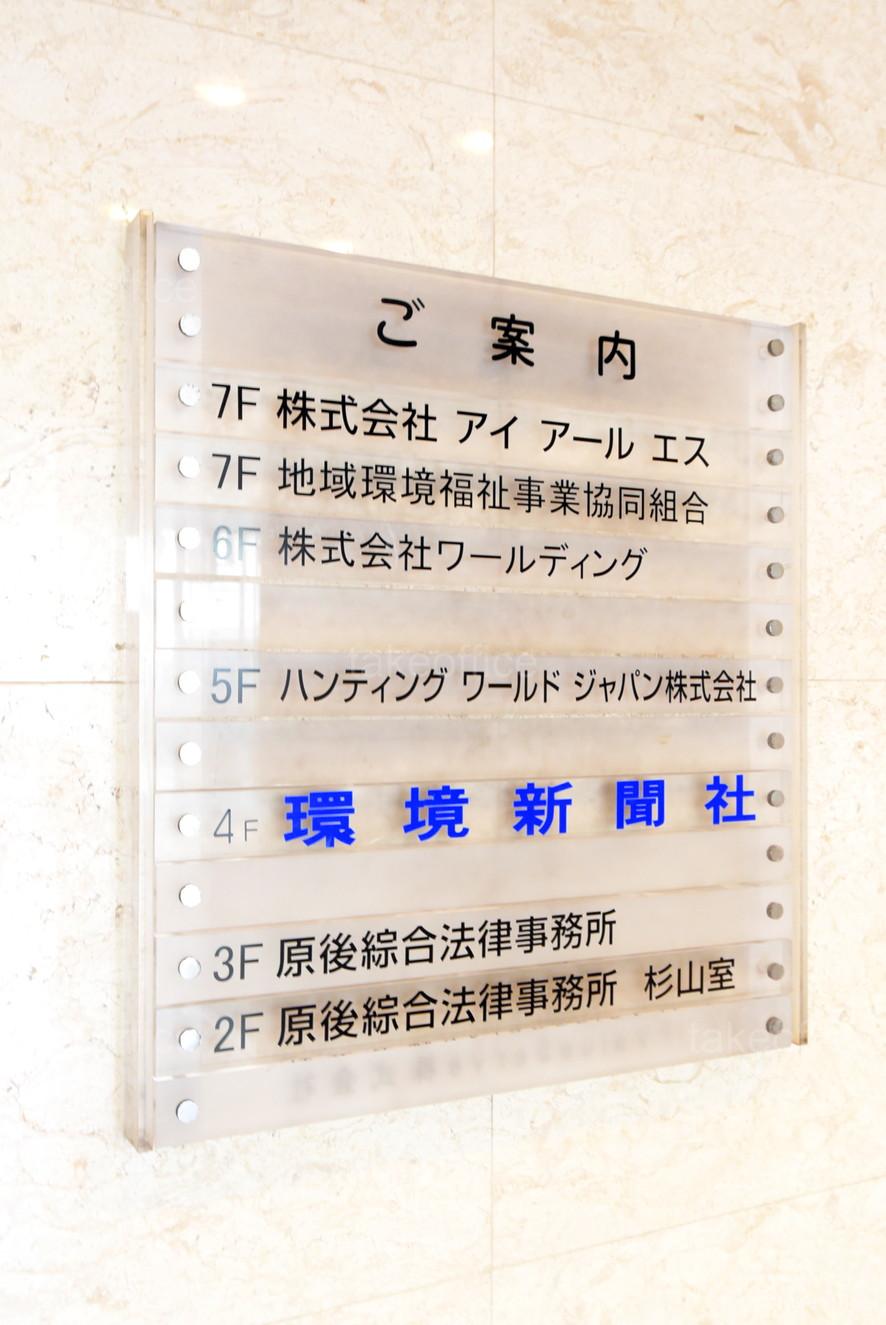 ご案内
7F 株式会社 アイ アール エス
7F 地域環境福祉事業協同組合
6F 株式会社ワールディング
takeoffice
5F ハンティング ワールド ジャパン株式会社
4F 環境新聞社
3F 原後綜合法律事務所
2F 原後綜合法律事務所 杉山室